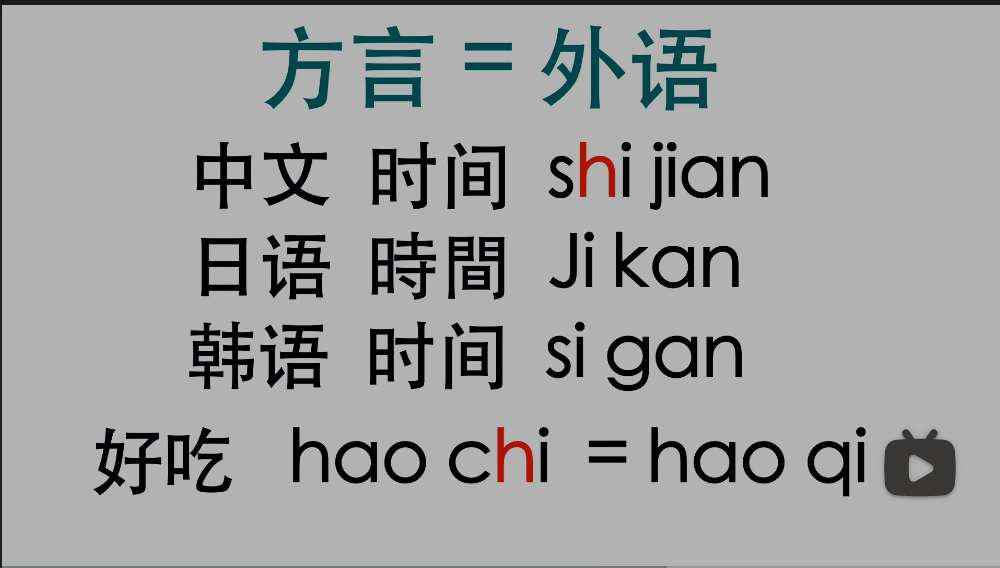 方言 = 外语
中文 时间 shi jian
日语 時間 Ji kan
韩语 时间 si gan
好吃 hao chi = hao qi